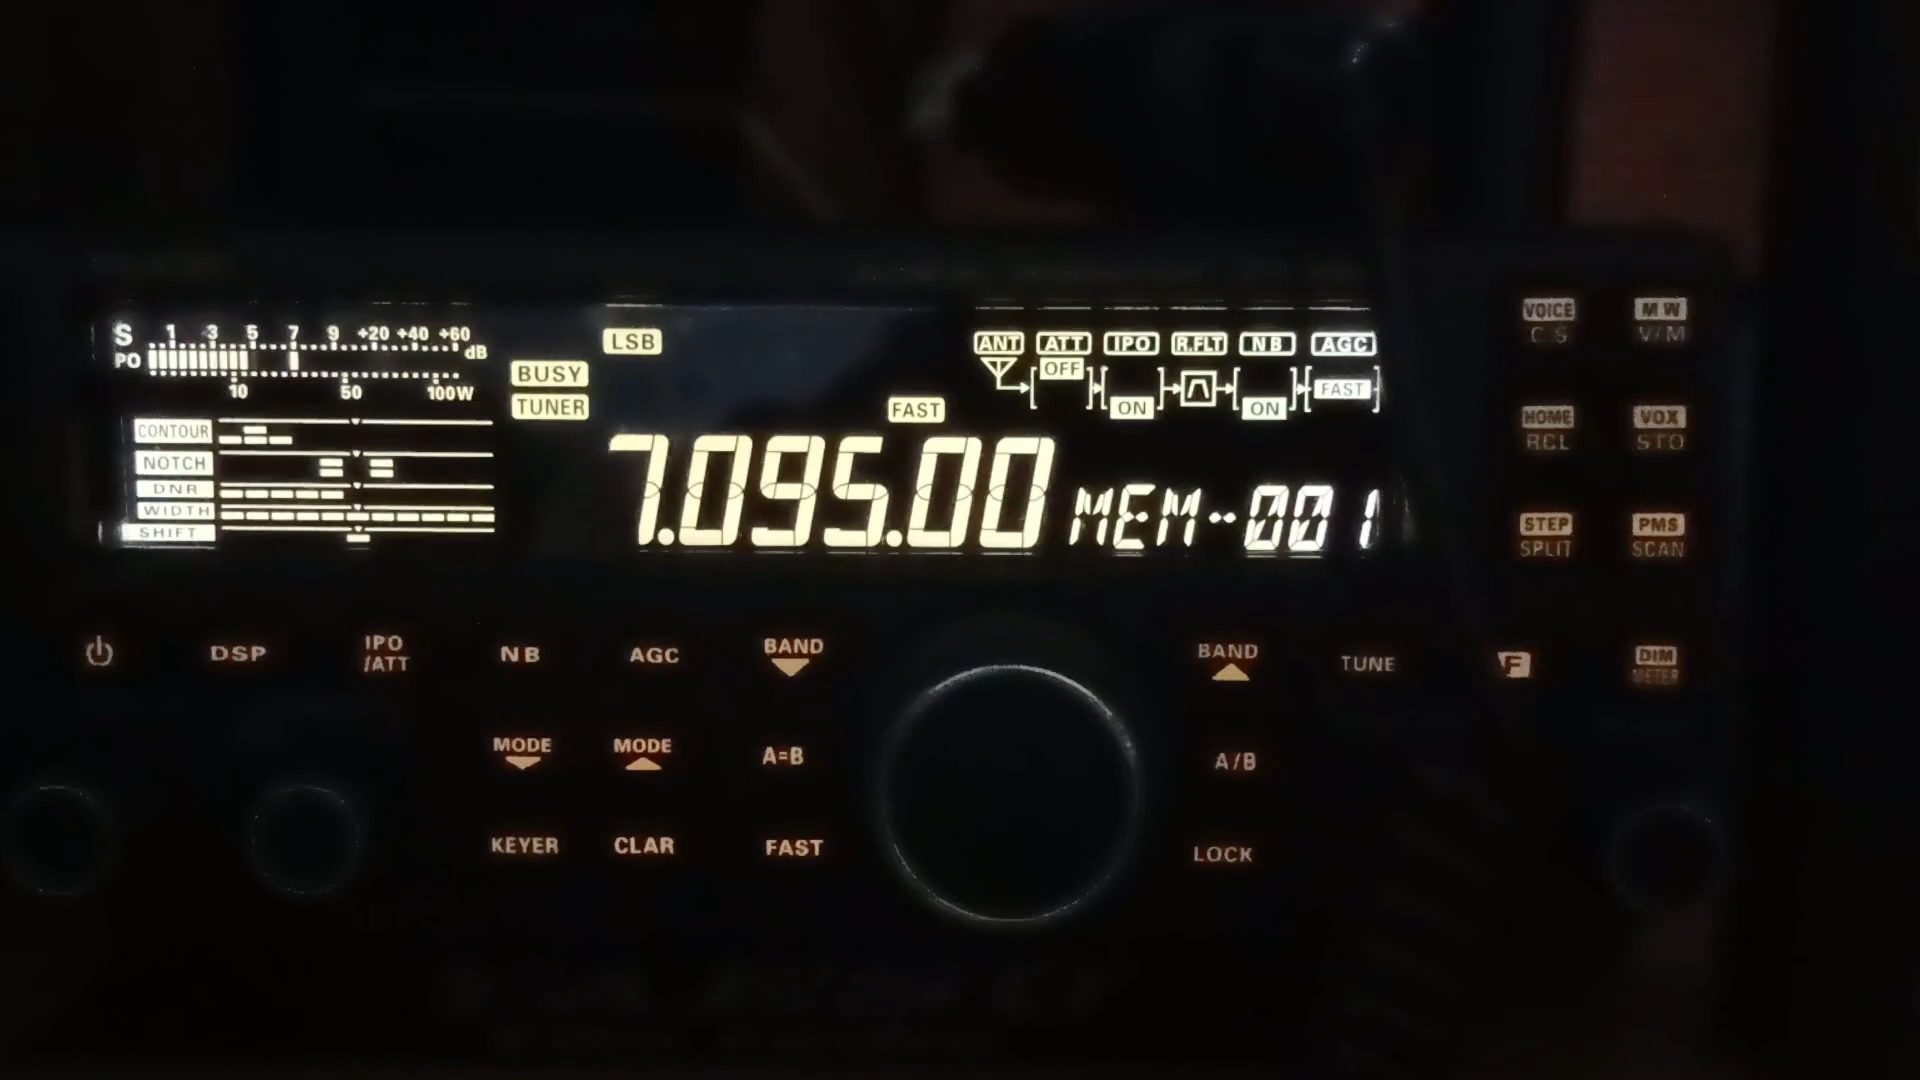 S 1 3 5 7 9 +20 +40 +60 dB
PO
10 50 100W
LSB
BUSY
TUNER
FAST
ANT ATT IPO R.FLT NB AGC
OFF
ON ON FAST
CONTOUR
NOTCH
DNR
WIDTH
SHIFT
7.095.00 MEM--001
VOICE MW
C.S V/M
HOME VOX
RCL STO
STEP PMS
SPLIT SCAN
DSP IPO /ATT NB AGC BAND
BAND TUNE F DIM
METER
MODE MODE A=B A/B
KEYER CLAR FAST LOCK